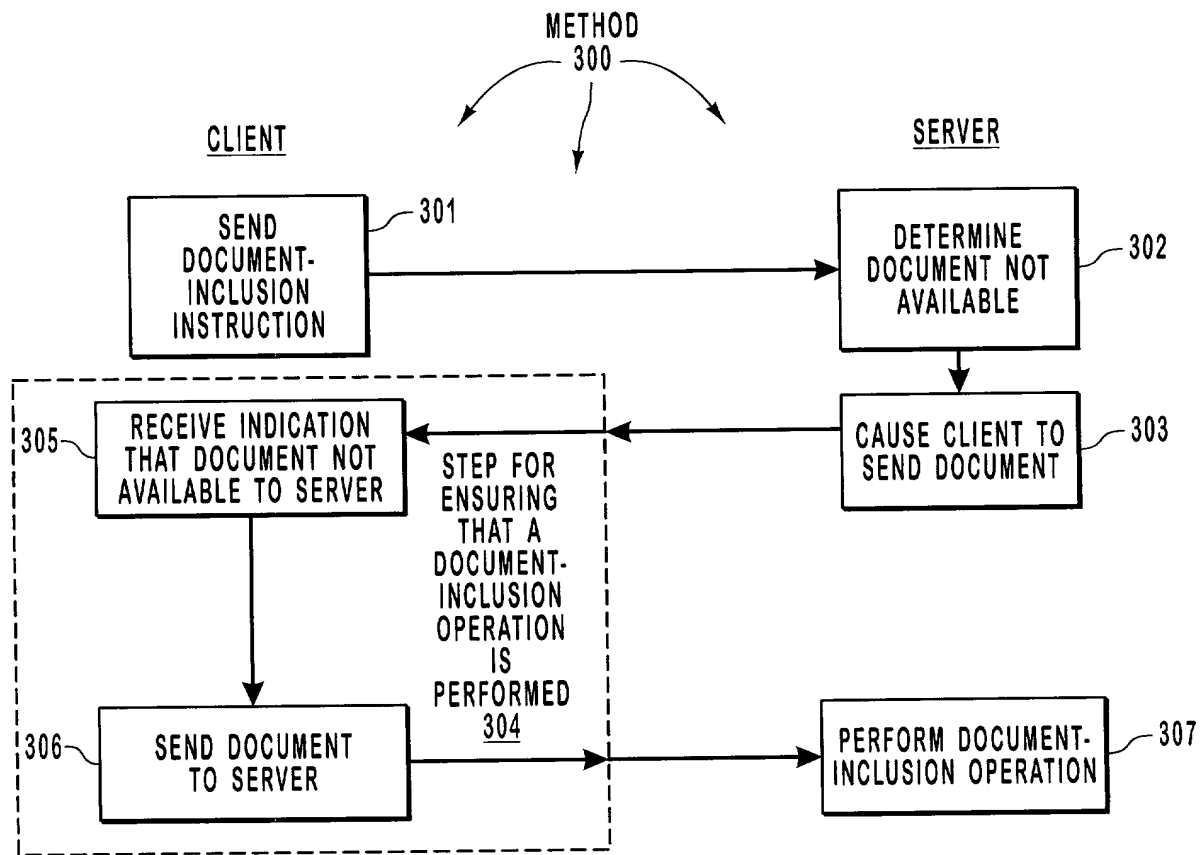 METHOD
300
CLIENT
SERVER
SEND
DOCUMENT-
INCLUSION
INSTRUCTION
301
DETERMINE
DOCUMENT NOT
AVAILABLE
302
305
RECEIVE INDICATION
THAT DOCUMENT NOT
AVAILABLE TO SERVER
CAUSE CLIENT TO
SEND DOCUMENT
303
STEP FOR
ENSURING
THAT A
DOCUMENT-
INCLUSION
OPERATION
IS
PERFORMED
304
306
SEND DOCUMENT
TO SERVER
PERFORM DOCUMENT-
INCLUSION OPERATION
307